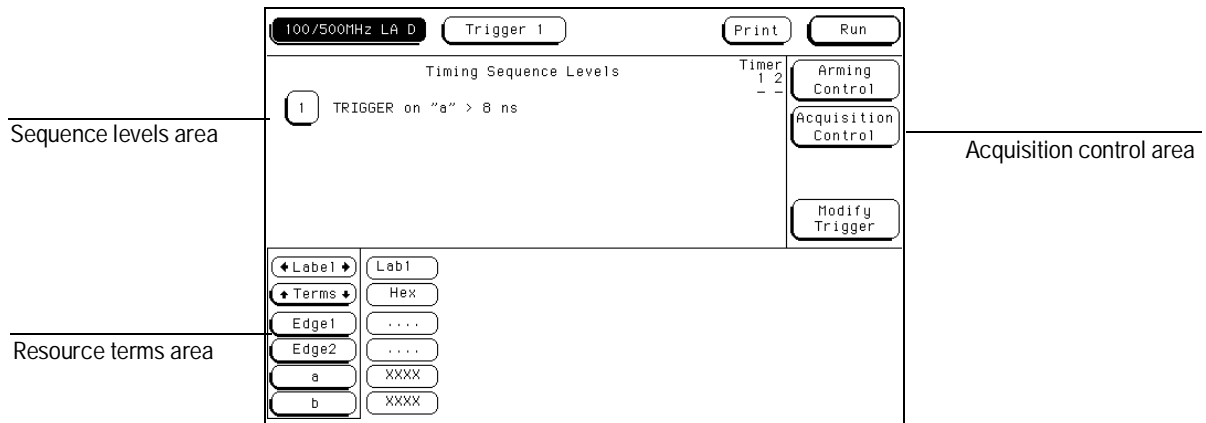 100/500MHz LA D Trigger 1 Print Run
Timing Sequence Levels
Timer
1 2
- -
1 TRIGGER on "a" > 8 ns
Arming
Control
Acquisition
Control
Modify
Trigger
Sequence levels area
Acquisition control area
Label Lab1
Terms Hex
Edge1 ....
Edge2 ....
a XXXX
b XXXX
Resource terms area